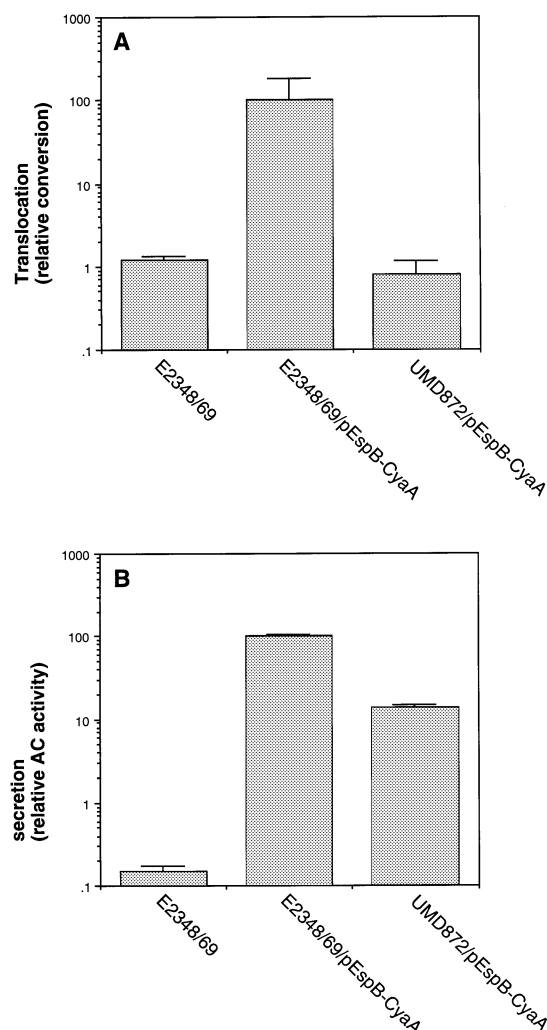 A
1000
100
10
1
.1
Translocation
(relative conversion)
E2348/69
E2348/69/pEspB-CyaA
UMD872/pEspB-CyaA
B
1000
100
10
1
.1
secretion
(relative AC activity)
E2348/69
E2348/69/pEspB-CyaA
UMD872/pEspB-CyaA